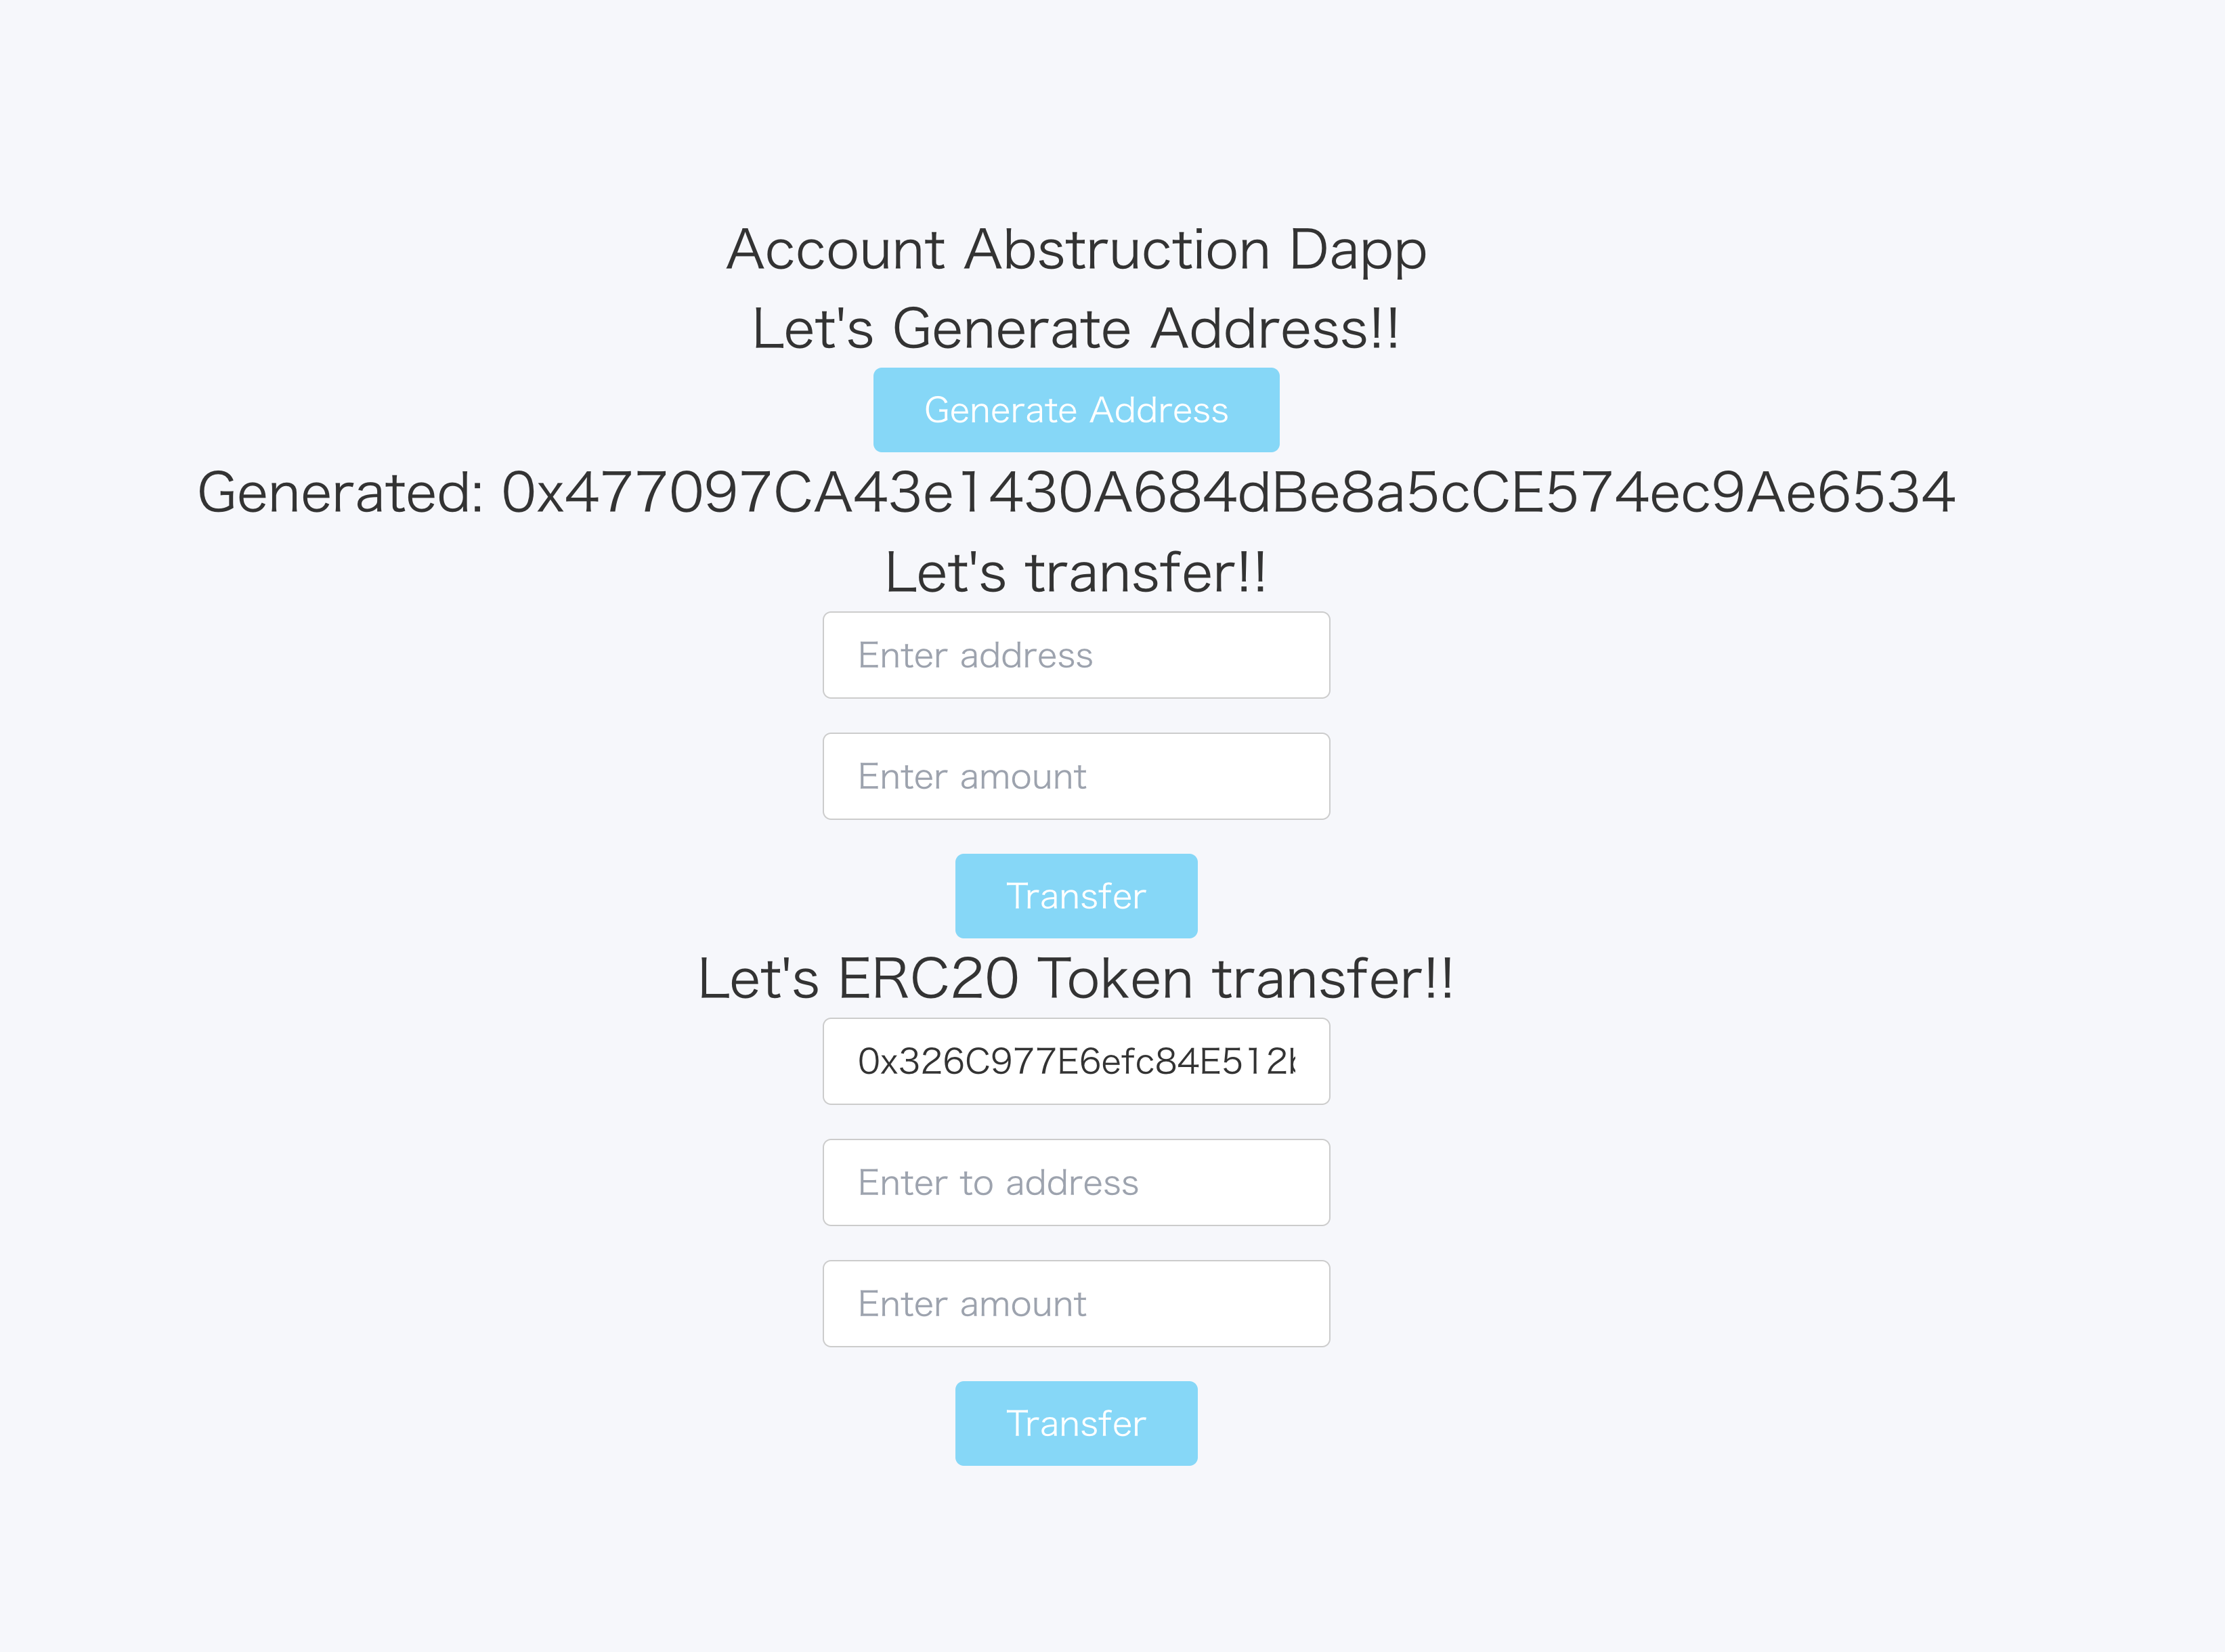 Account Abstruction Dapp
Let's Generate Address!!
Generate Address
Generated: 0x477097CA43e1430A684dBe8a5cCE574ec9Ae6534
Let's transfer!!
Enter address
Enter amount
Transfer
Let's ERC20 Token transfer!!
0x326C977E6efc84E512
Enter to address
Enter amount
Transfer